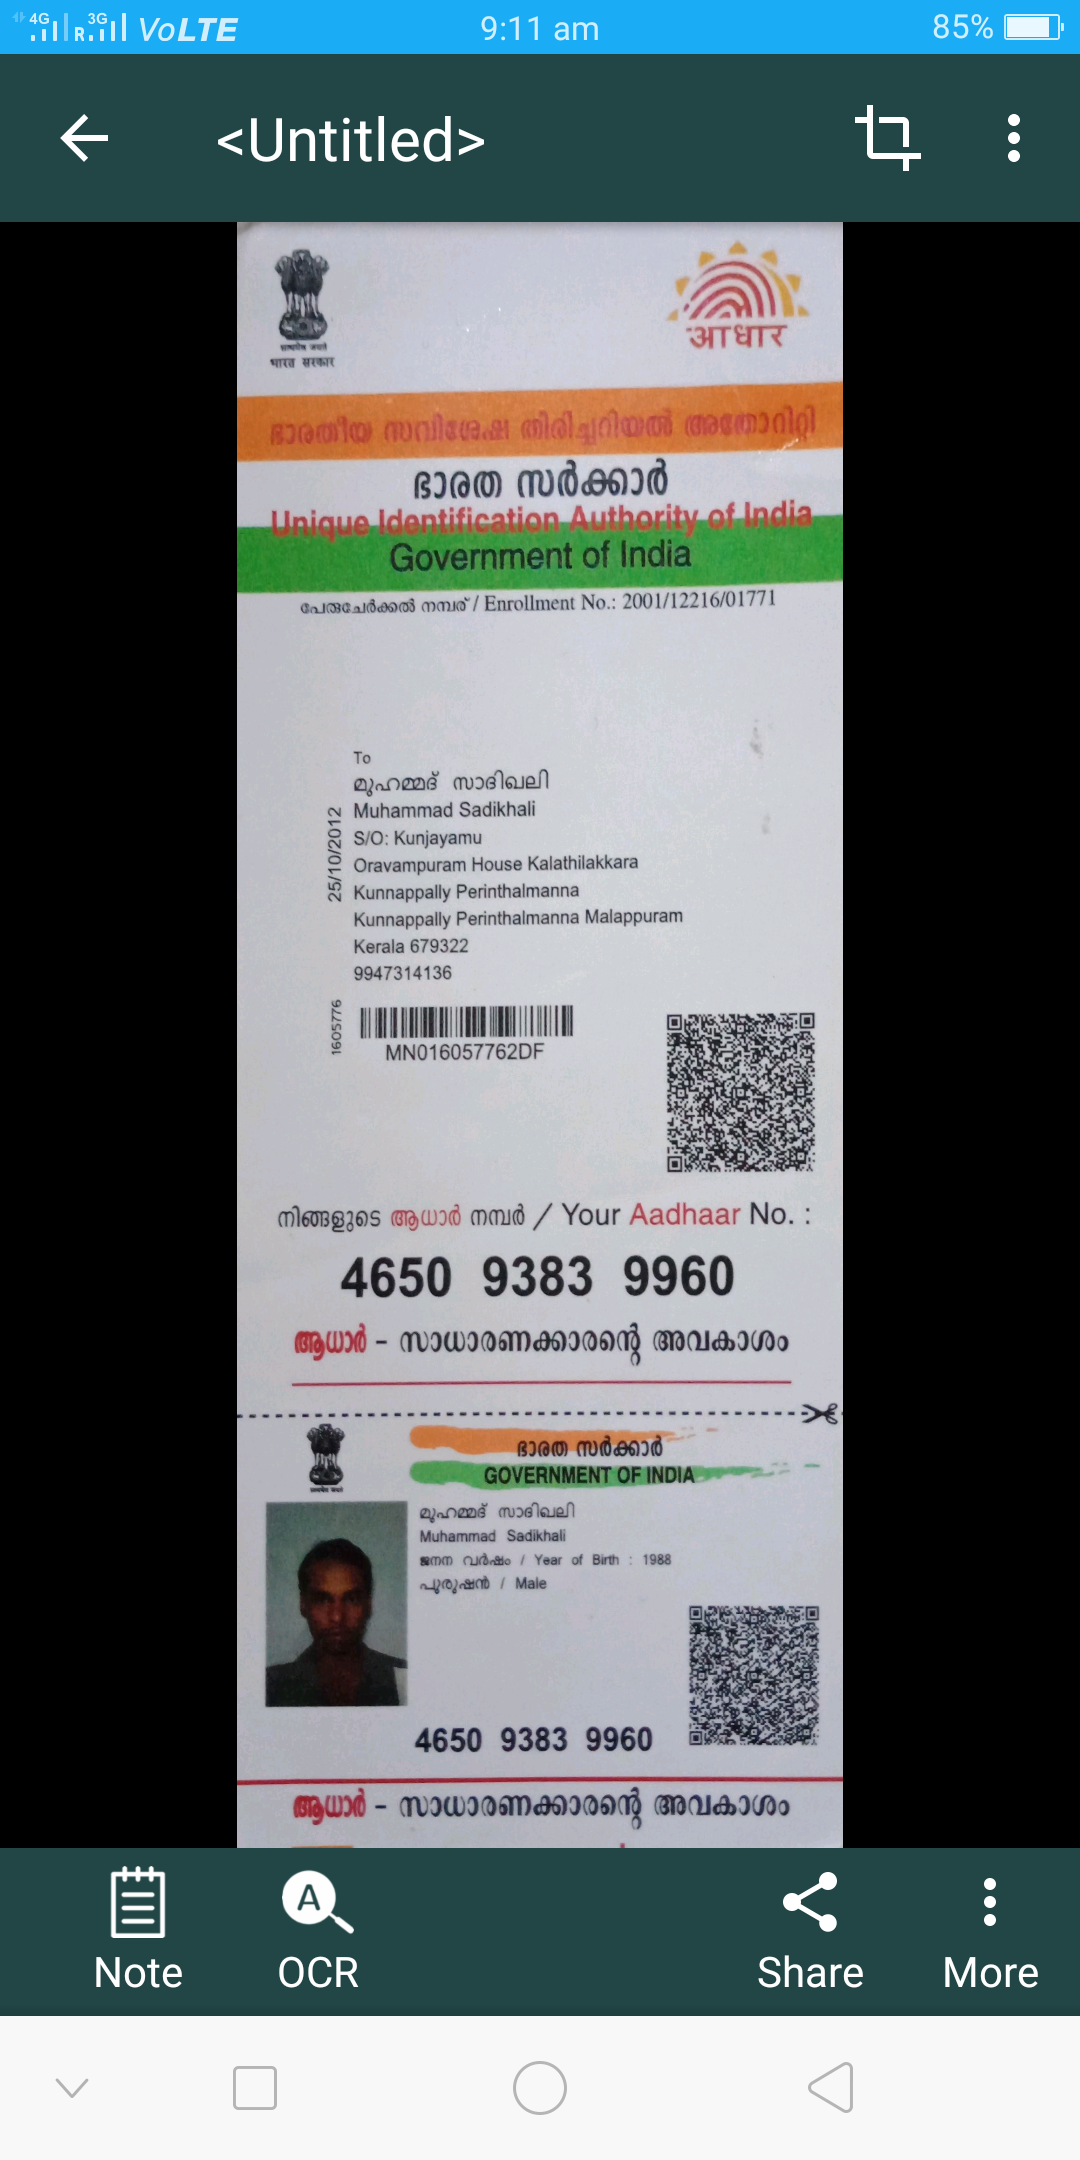 4G R 3G VoLTE 9:11 am 85%
<Untitled>
सत्यमेव जयते
भारत सरकार
आधार
ഭാരതീയ സവിശേഷ തിരിച്ചറിയൽ അതോറിറ്റി
ഭാരത സർക്കാർ
Unique Identification Authority of India
Government of India
പേരുചേർക്കൽ നമ്പര് / Enrollment No.: 2001/12216/01771
To
മുഹമ്മദ് സാദിഖലി
Muhammad Sadikhali
S/O: Kunjayamu
Oravampuram House Kalathilakkara
Kunnappally Perinthalmanna
Kunnappally Perinthalmanna Malappuram
Kerala 679322
9947314136
25/10/2012
1605776
MN016057762DF
നിങ്ങളുടെ ആധാർ നമ്പർ / Your Aadhaar No. :
4650 9383 9960
ആധാർ - സാധാരണക്കാരന്റെ അവകാശം
ഭാരത സർക്കാർ
GOVERNMENT OF INDIA
മുഹമ്മദ് സാദിഖലി
Muhammad Sadikhali
ജനന വർഷം / Year of Birth : 1988
പുരുഷൻ / Male
4650 9383 9960
ആധാർ - സാധാരണക്കാരന്റെ അവകാശം
Note
OCR
Share
More